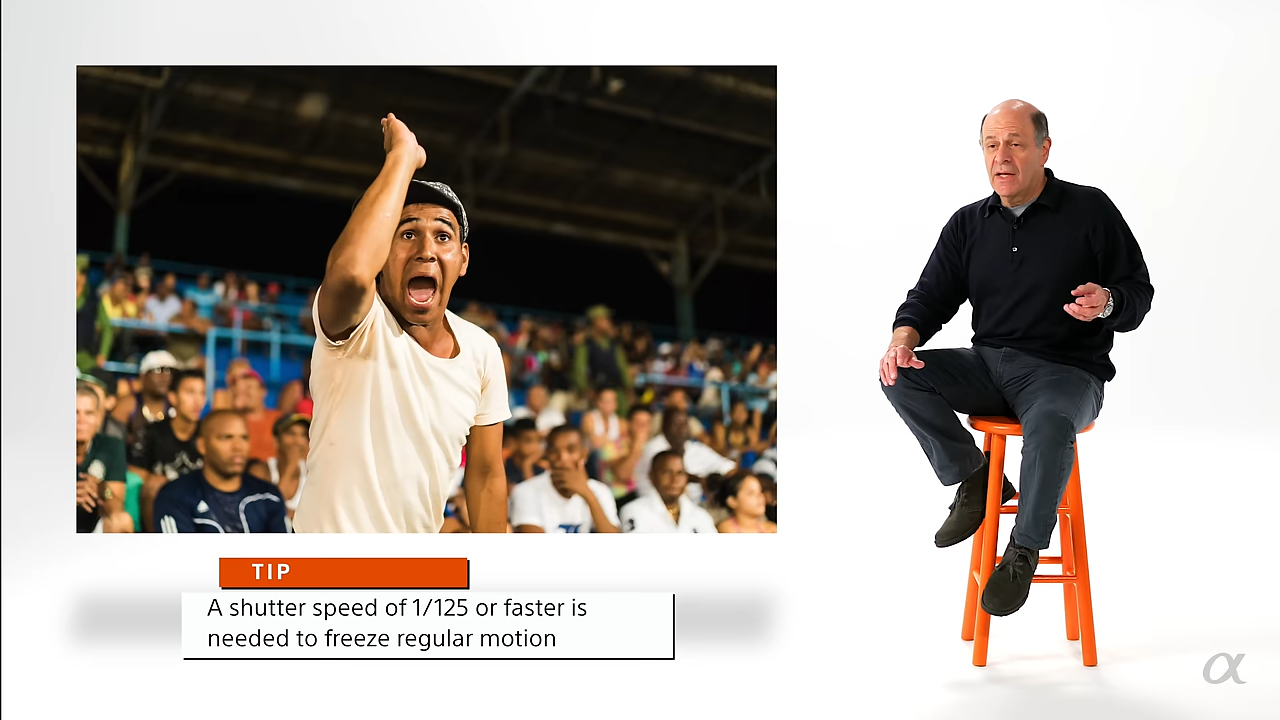 TIP
A shutter speed of 1/125 or faster is
needed to freeze regular motion
α